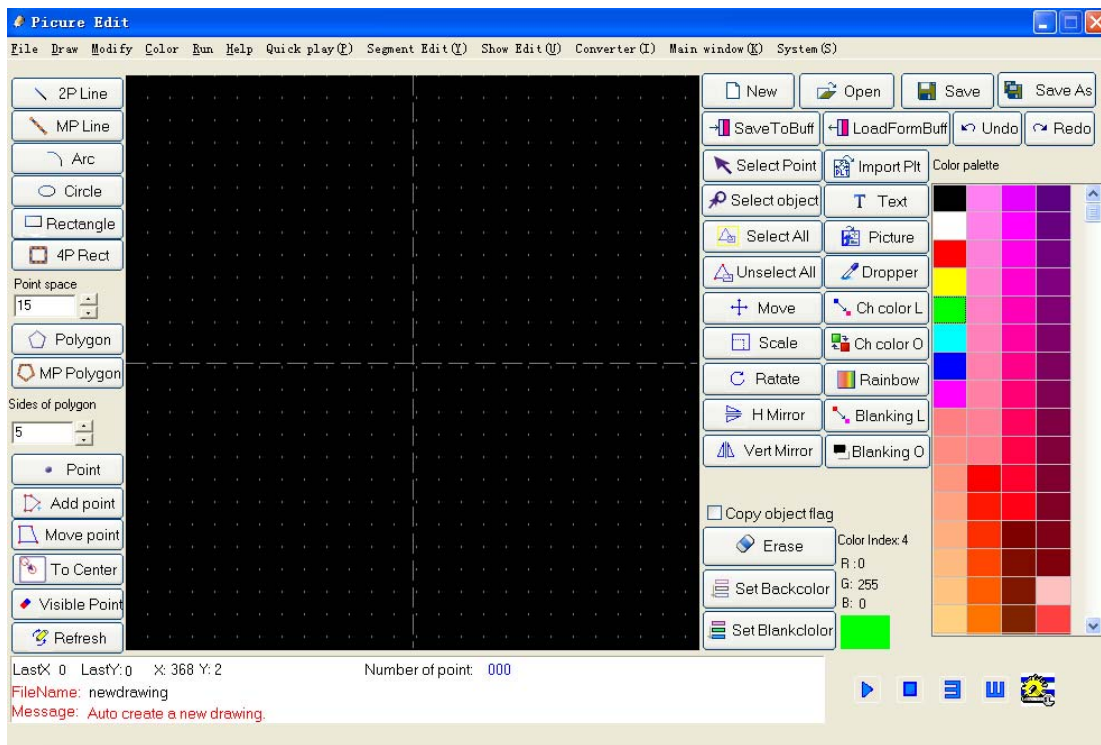 Picure Edit
File Draw Modify Color Run Help Quick play(P) Segment Edit(Y) Show Edit(U) Converter(I) Main window(K) System(S)
2P Line
MP Line
Arc
Circle
Rectangle
4P Rect
Point space
15
Polygon
MP Polygon
Sides of polygon
5
Point
Add point
Move point
To Center
Visible Point
Refresh
New Open Save Save As
SaveToBuff LoadFormBuff Undo Redo
Select Point Import Plt Color palette
Select object Text
Select All Picture
Unselect All Dropper
Move Ch color L
Scale Ch color O
Ratate Rainbow
H Mirror Blanking L
Vert Mirror Blanking O
Copy object flag
Erase
Set Backcolor
Set Blankclolor
Color Index: 4
R :0
G: 255
B: 0
LastX 0 LastY: 0 X: 368 Y: 2 Number of point: 000
FileName: newdrawing
Message: Auto create a new drawing.